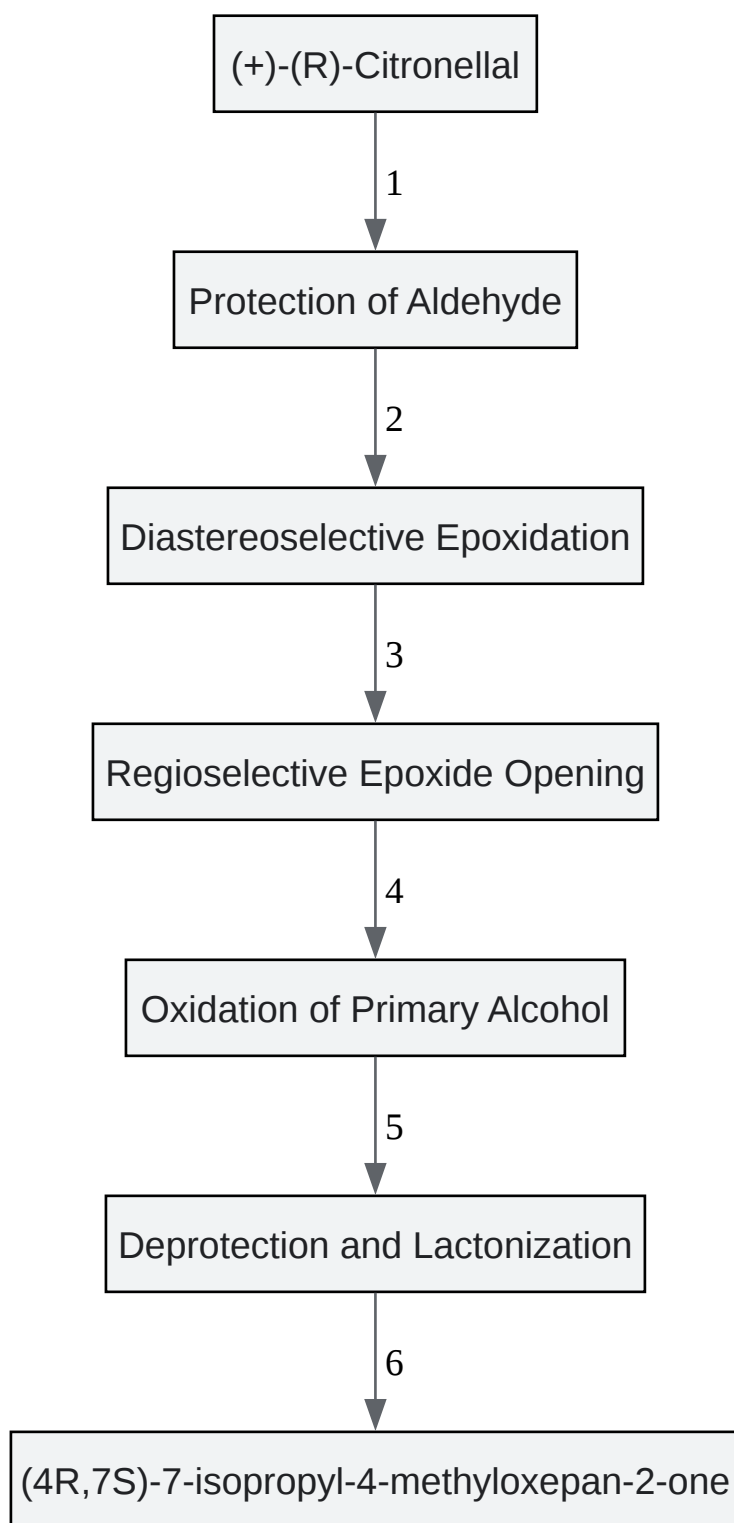 (+)-(R)-Citronellal
1
Protection of Aldehyde
2
Diastereoselective Epoxidation
3
Regioselective Epoxide Opening
4
Oxidation of Primary Alcohol
5
Deprotection and Lactonization
6
(4R,7S)-7-isopropyl-4-methyloxepan-2-one